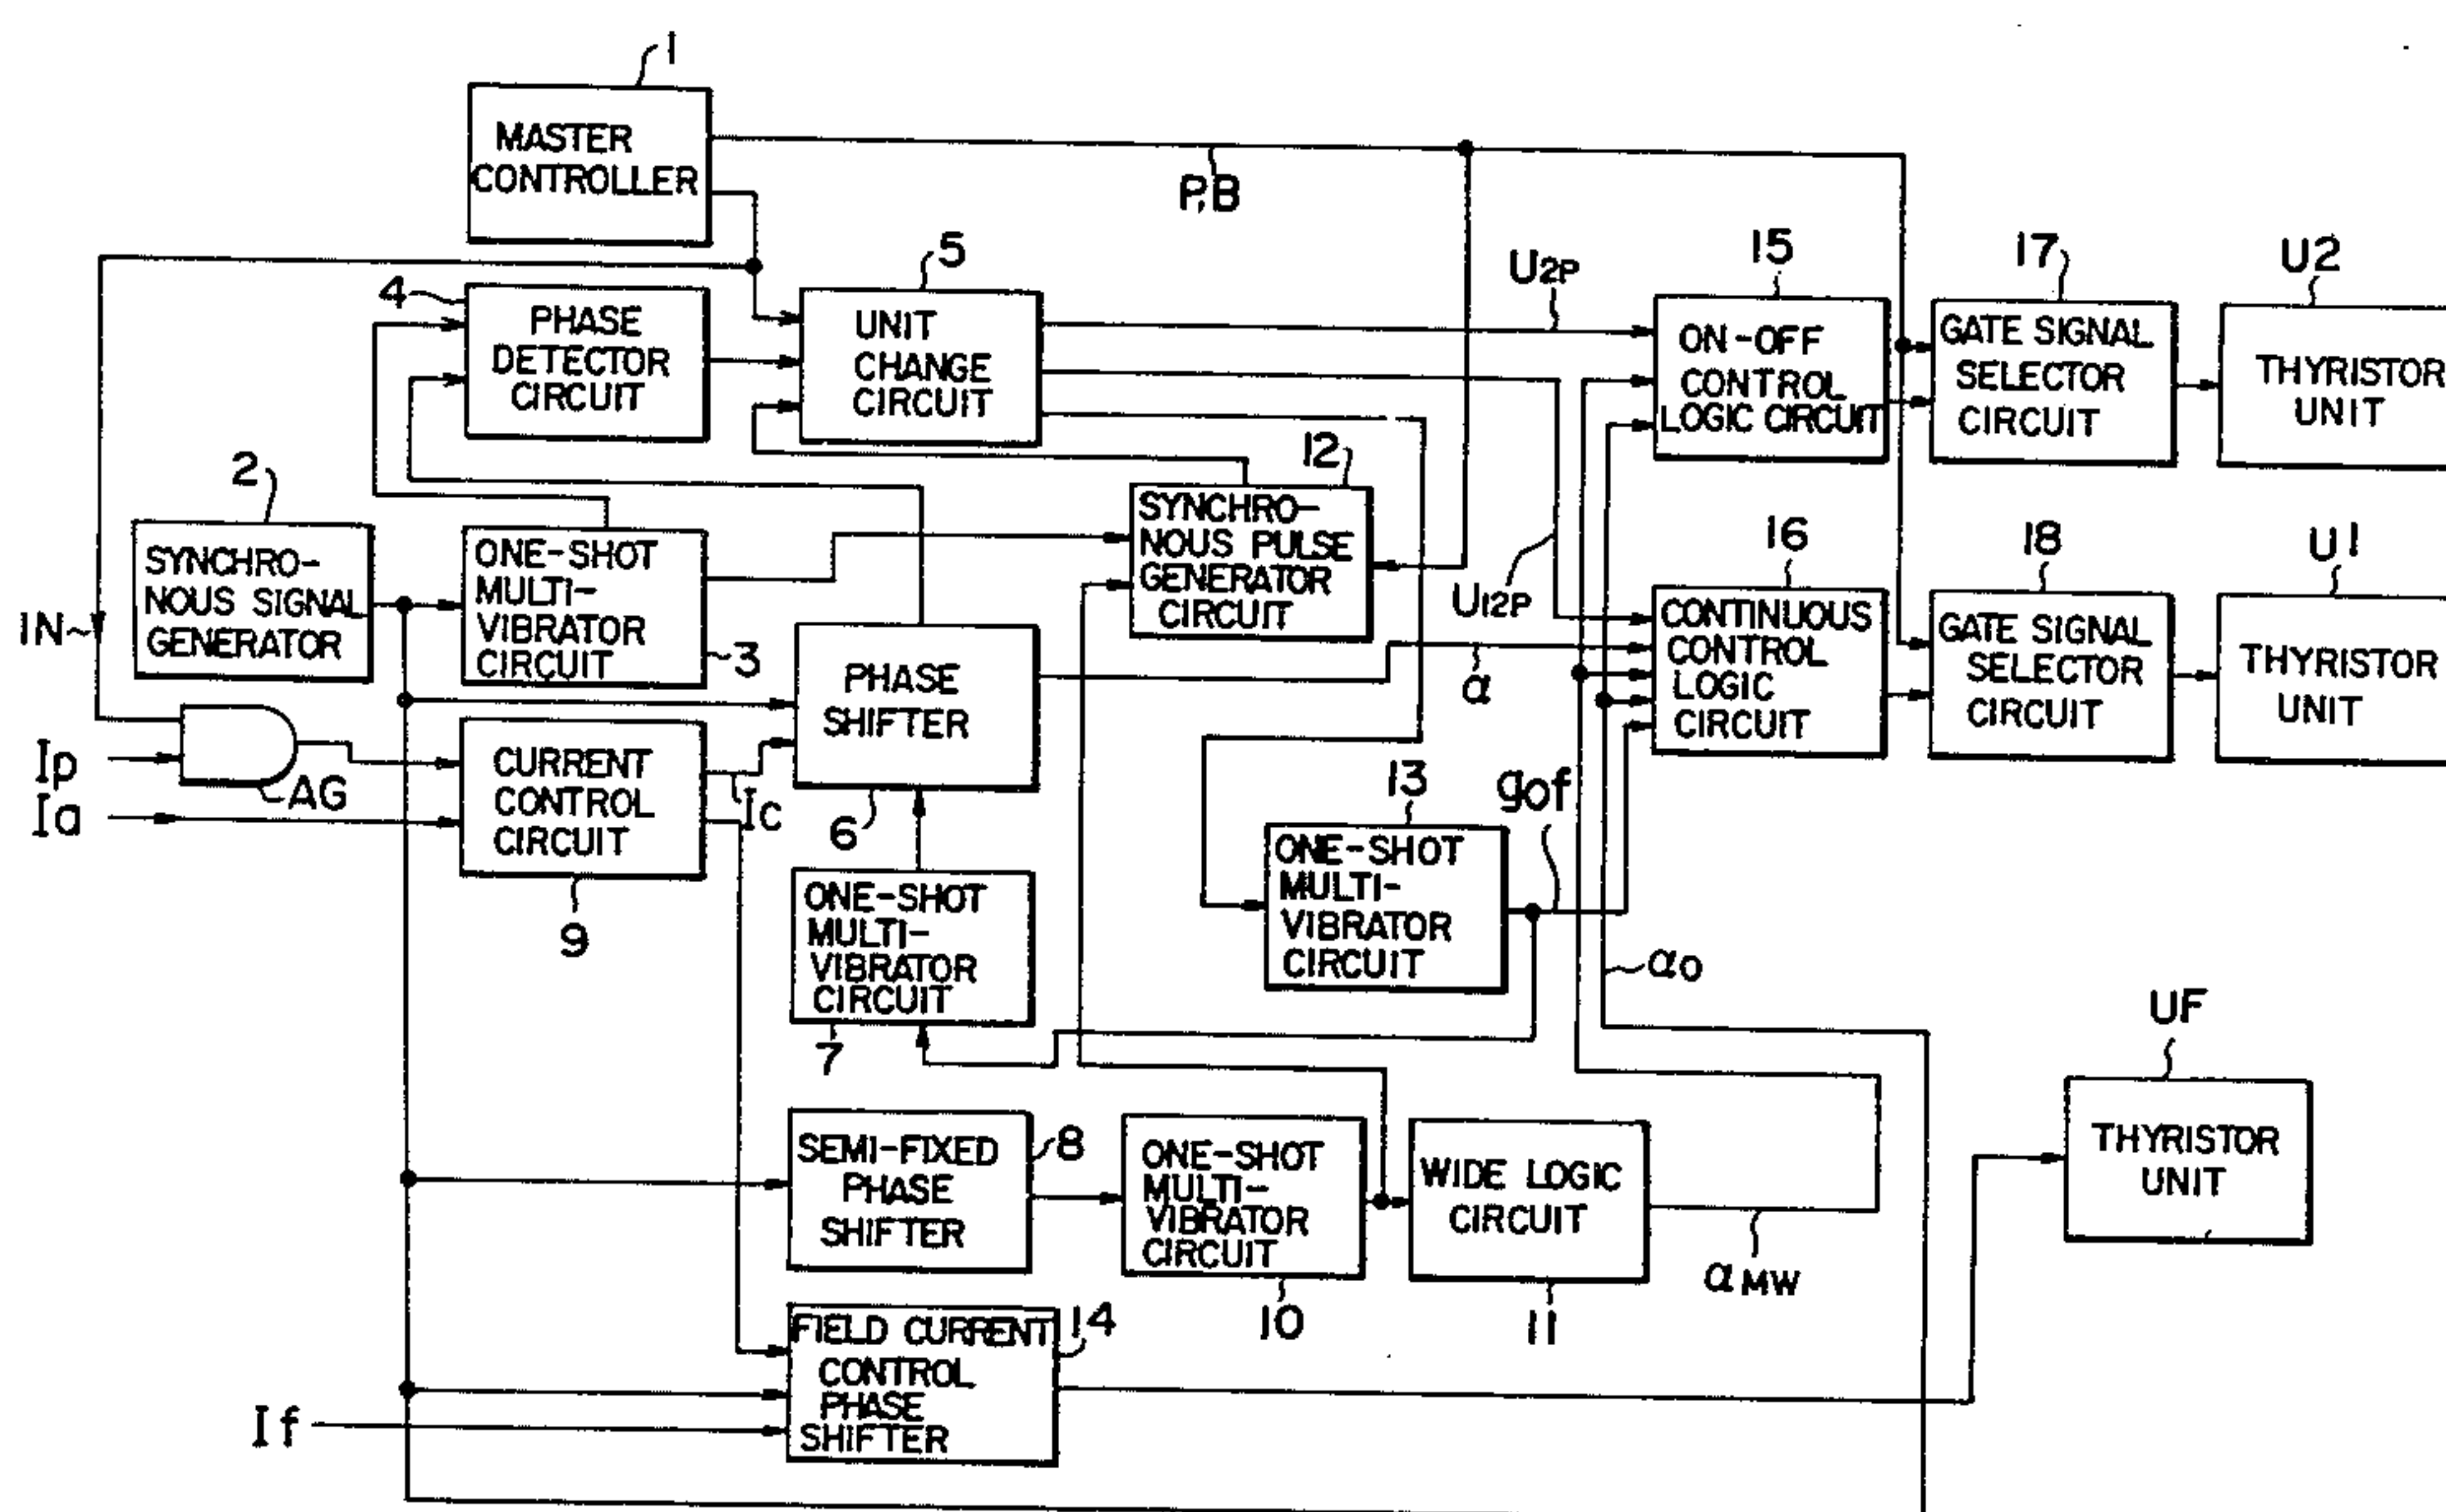 1
MASTER
CONTROLLER
P,B
4
PHASE
DETECTOR
CIRCUIT
5
UNIT
CHANGE
CIRCUIT
U2P
15
ON-OFF
CONTROL
LOGIC CIRCUIT
17
GATE SIGNAL
SELECTOR
CIRCUIT
U2
THYRISTOR
UNIT
2
SYNCHRO-
NOUS SIGNAL
GENERATOR
IN
ONE-SHOT
MULTI-
VIBRATOR
CIRCUIT
3
12
SYNCHRO-
NOUS PULSE
GENERATOR
CIRCUIT
U12P
16
CONTINUOUS
CONTROL
LOGIC
CIRCUIT
18
GATE SIGNAL
SELECTOR
CIRCUIT
U1
THYRISTOR
UNIT
PHASE
SHIFTER
6
α
Ip
Ia
AG
CURRENT
CONTROL
CIRCUIT
9
Ic
13
ONE-SHOT
MULTI-
VIBRATOR
CIRCUIT
gof
αo
ONE-SHOT
MULTI-
VIBRATOR
CIRCUIT
7
UF
THYRISTOR
UNIT
SEMI-FIXED
PHASE
SHIFTER
8
ONE-SHOT
MULTI-
VIBRATOR
CIRCUIT
10
WIDE LOGIC
CIRCUIT
11
αMW
FIELD CURRENT
CONTROL
PHASE
SHIFTER
14
If